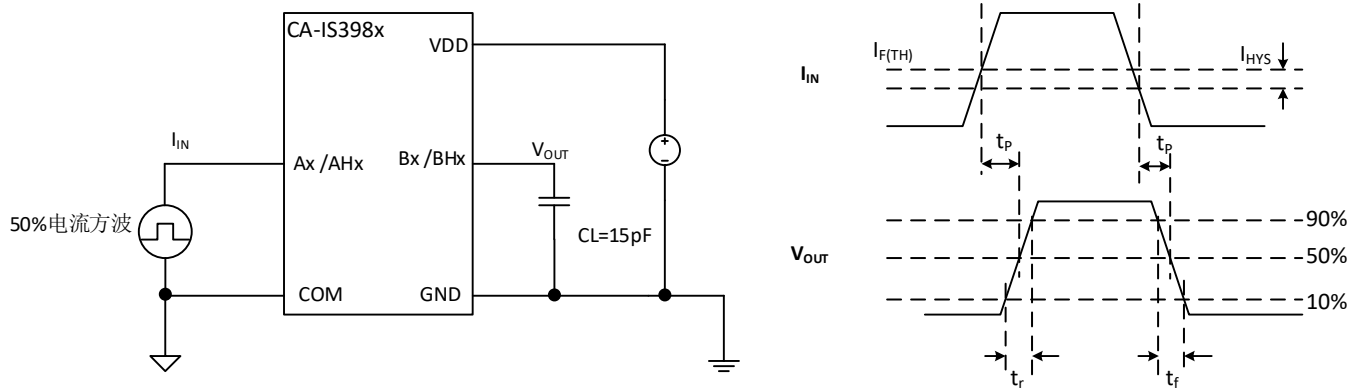 CA-IS398x
VDD
I_IN
Ax /AHx
Bx /BHx
V_OUT
50%电流方波
CL=15pF
COM
GND
I_F(TH)
I_HYS
I_IN
t_P
t_P
90%
V_OUT
50%
10%
t_r
t_f